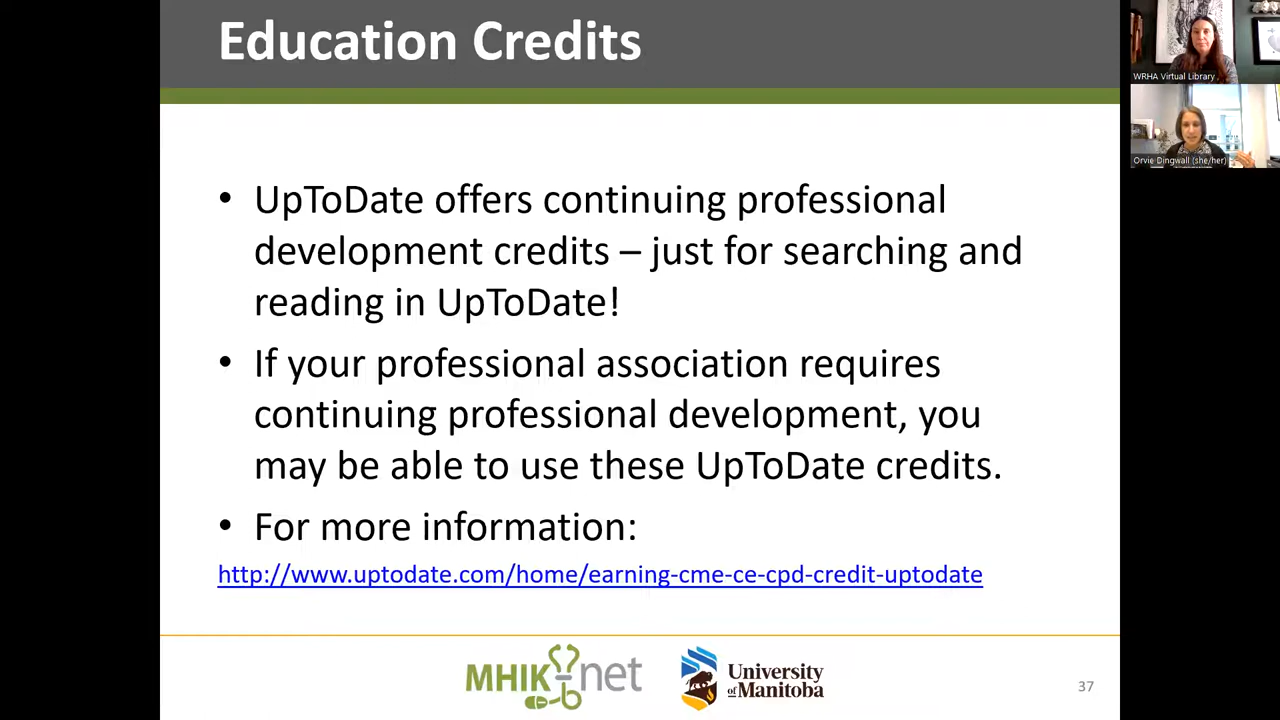 Education Credits
• UpToDate offers continuing professional
development credits – just for searching and
reading in UpToDate!
• If your professional association requires
continuing professional development, you
may be able to use these UpToDate credits.
• For more information:
http://www.uptodate.com/home/earning-cme-ce-cpd-credit-uptodate
MHIKnet
University
of Manitoba
37
WRHA Virtual Library
Orvie Dingwall (she/her)